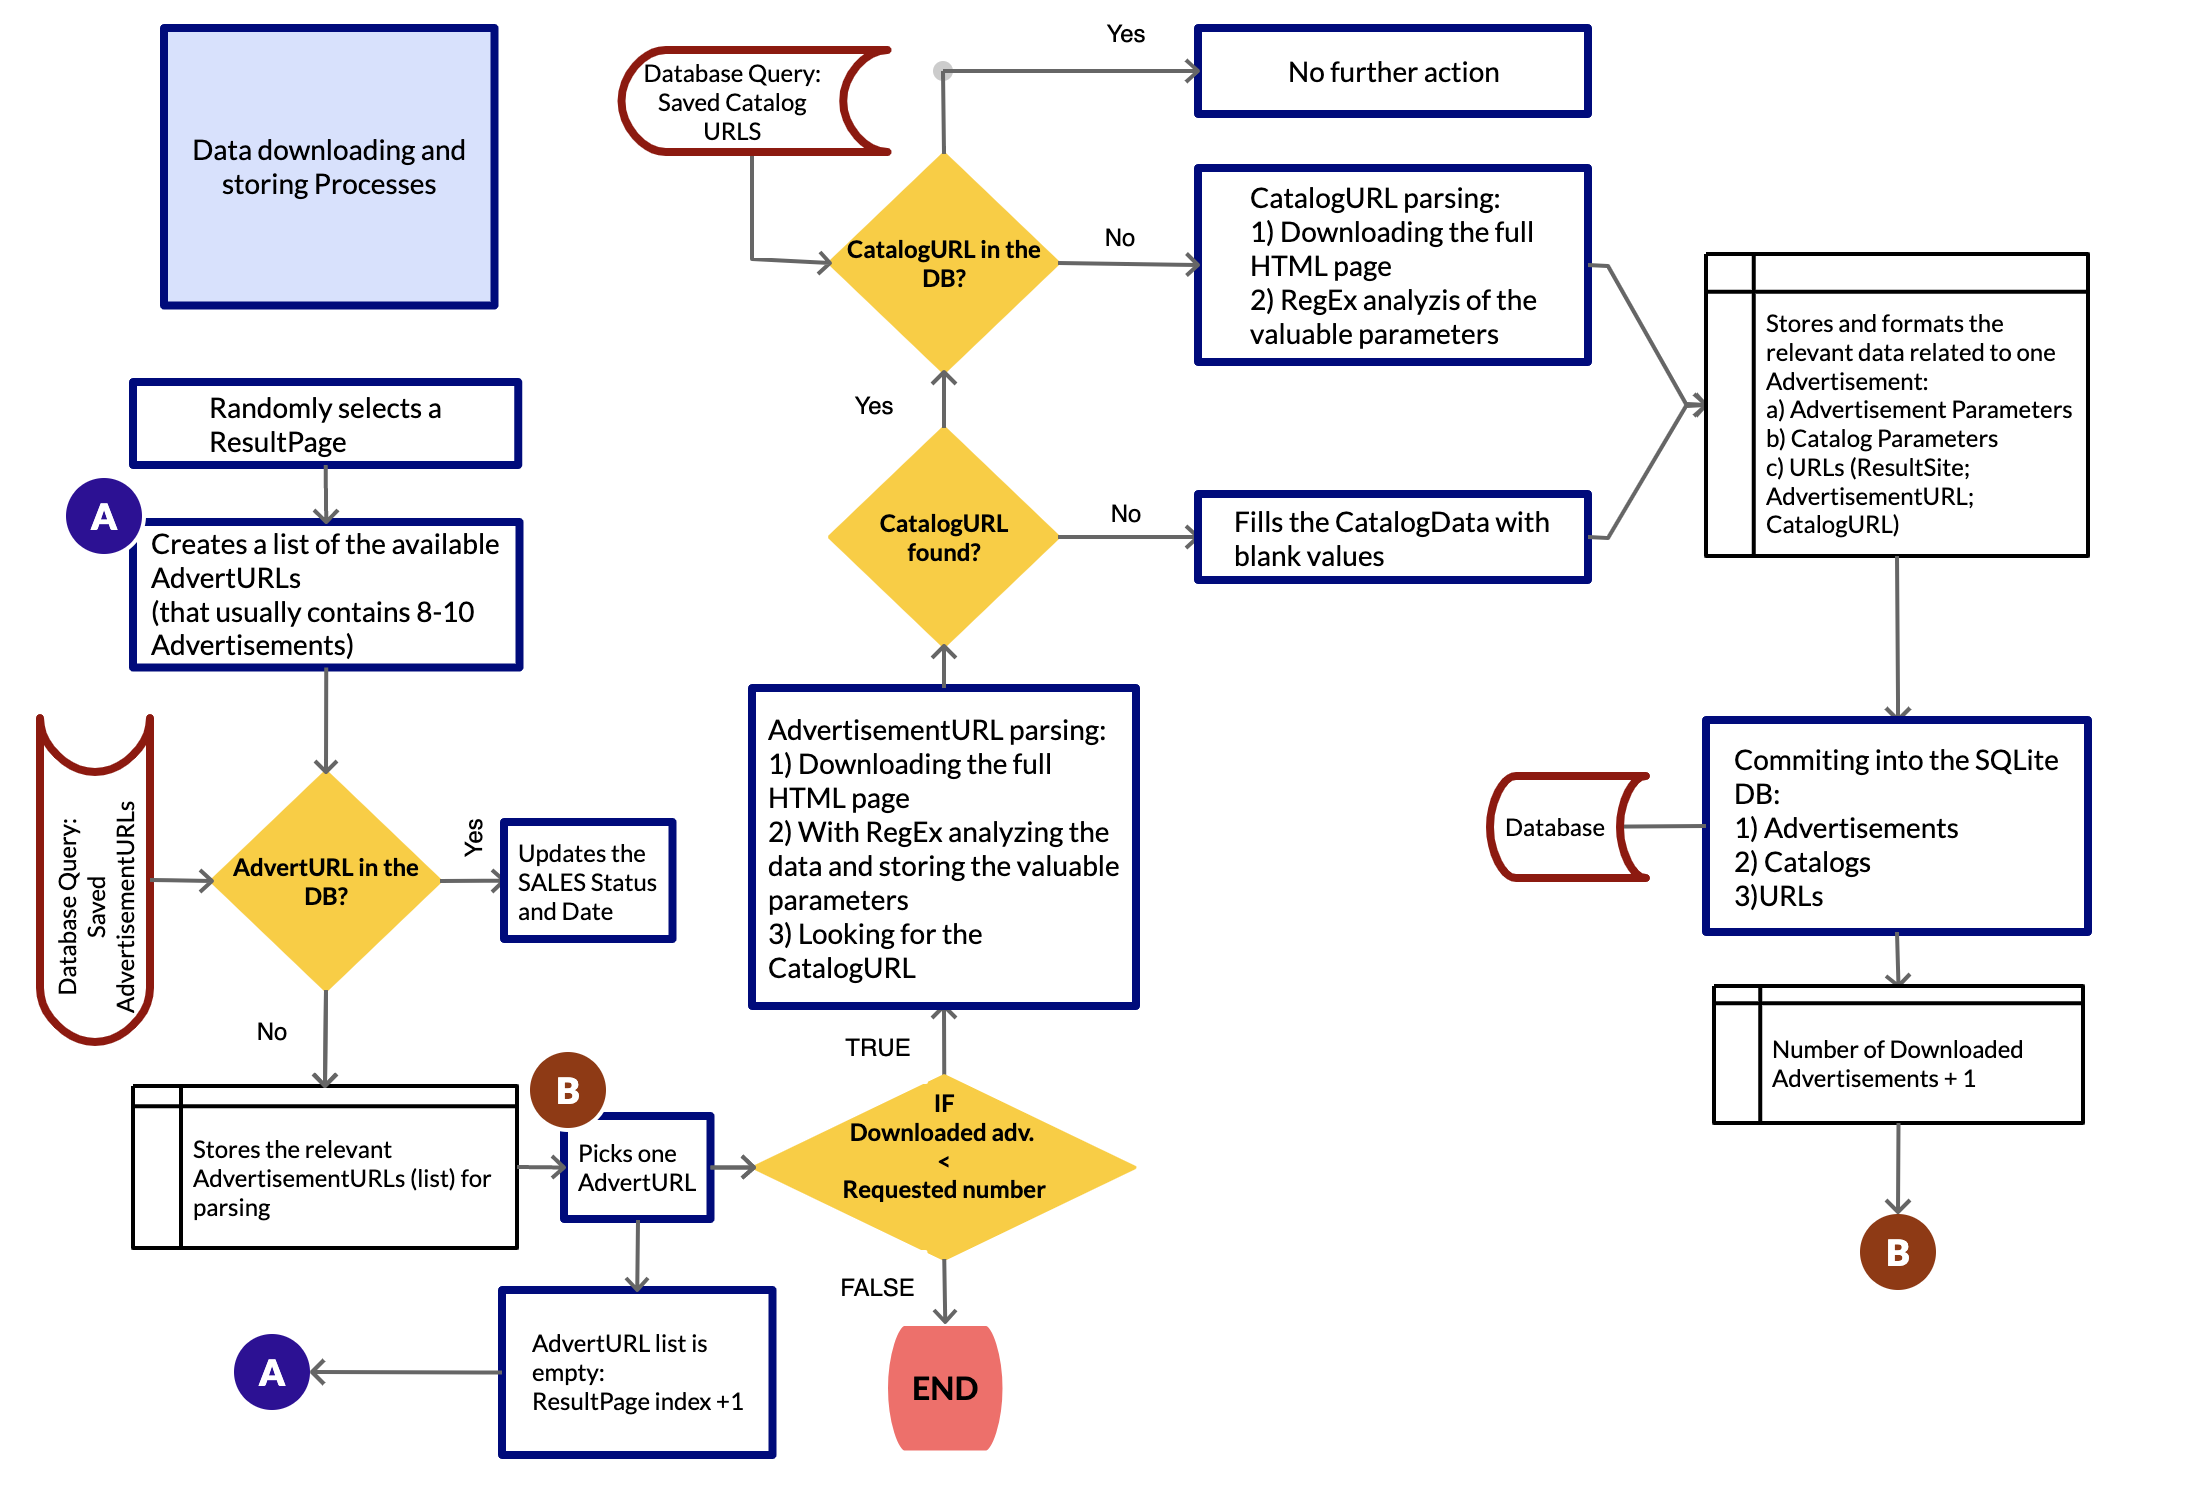 Data downloading and
storing Processes
Randomly selects a
ResultPage
A
Creates a list of the available
AdvertURLs
(that usually contains 8-10
Advertisements)
Database Query:
Saved
AdvertisementURLs
AdvertURL in the
DB?
Yes
Updates the
SALES Status
and Date
No
Stores the relevant
AdvertisementURLs (list) for
parsing
B
Picks one
AdvertURL
AdvertURL list is
empty:
ResultPage index +1
A
IF
Downloaded adv.
<
Requested number
FALSE
END
TRUE
AdvertisementURL parsing:
1) Downloading the full
HTML page
2) With RegEx analyzing the
data and storing the valuable
parameters
3) Looking for the
CatalogURL
CatalogURL
found?
No
Fills the CatalogData with
blank values
Yes
Database Query:
Saved Catalog
URLS
CatalogURL in the
DB?
Yes
No further action
No
CatalogURL parsing:
1) Downloading the full
HTML page
2) RegEx analyzis of the
valuable parameters
Stores and formats the
relevant data related to one
Advertisement:
a) Advertisement Parameters
b) Catalog Parameters
c) URLs (ResultSite;
AdvertisementURL;
CatalogURL)
Database
Commiting into the SQLite
DB:
1) Advertisements
2) Catalogs
3)URLs
Number of Downloaded
Advertisements + 1
B